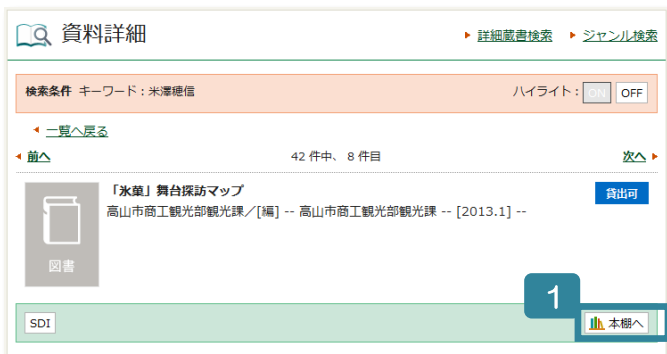 資料詳細
▶ 詳細蔵書検索 ▶ ジャンル検索
検索条件 キーワード：米澤穂信 ハイライト： ON OFF
◀ 一覧へ戻る
◀ 前へ 42 件中、 8 件目 次へ ▶
「氷菓」舞台探訪マップ 貸出可
高山市商工観光部観光課／[編] -- 高山市商工観光部観光課 -- [2013.1] --
図書
1
SDI 本棚へ